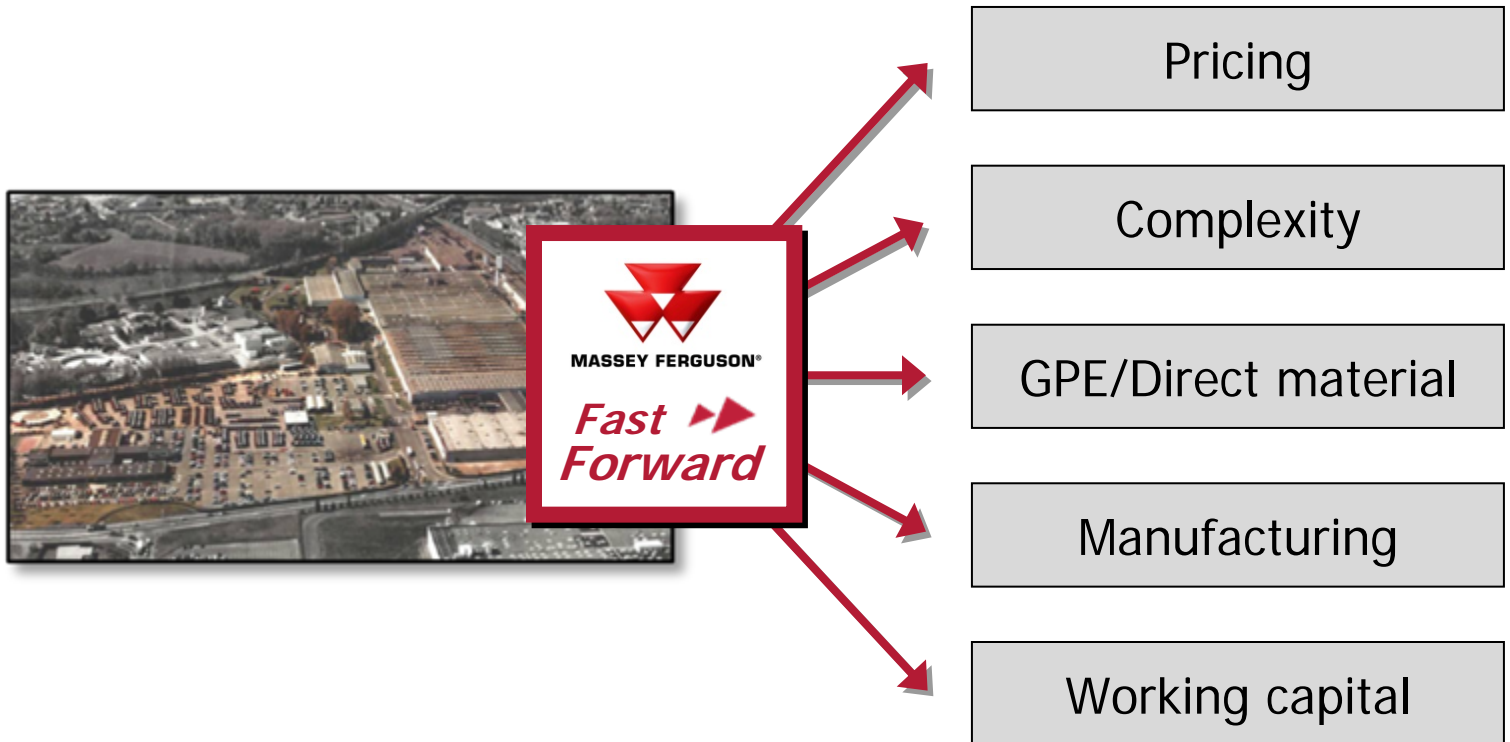 MASSEY FERGUSON®
Fast
Forward
Pricing
Complexity
GPE/Direct material
Manufacturing
Working capital